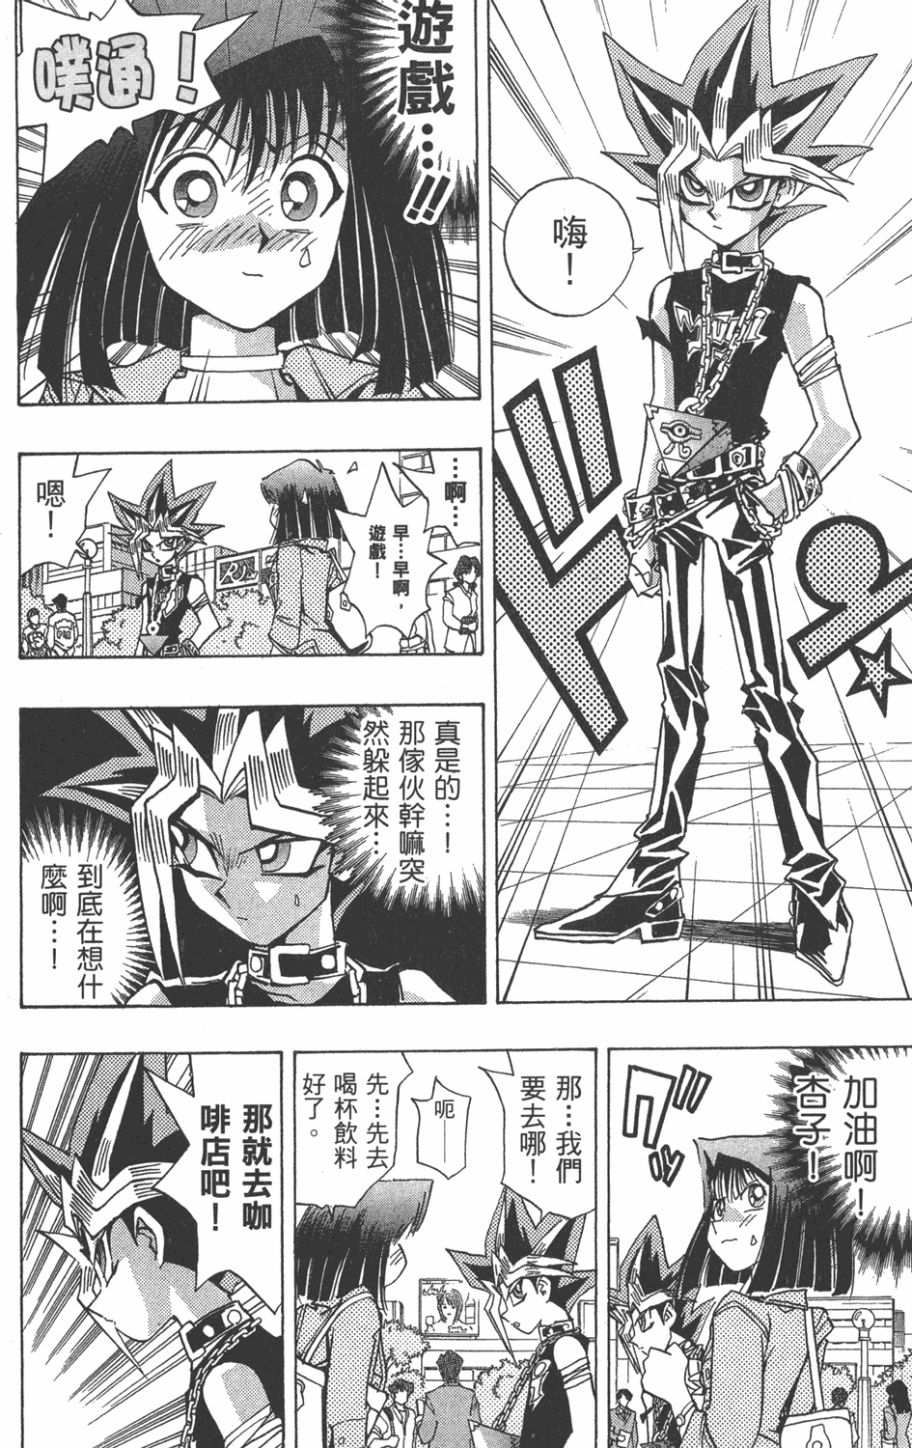 嗨！
ドーン
遊戲…!!
噗通！
…啊…
早…早啊，
遊戲！
嗯！
真是的…！
那傢伙幹嘛突
然躲起來…
到底在想什
麼啊…！
加油啊！
杏子！
那…我們
要去哪！
呃——
先…先去
喝杯飲料
好了。
那就去咖
啡店吧！